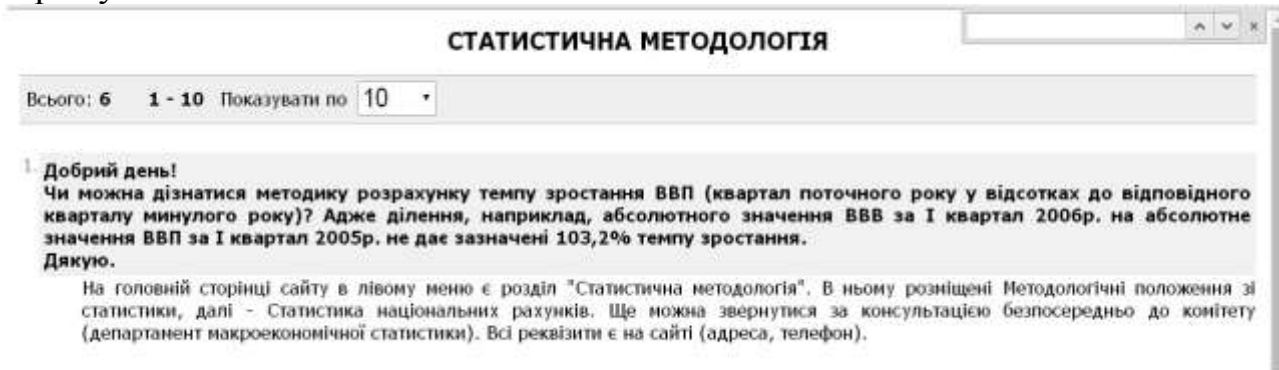 СТАТИСТИЧНА МЕТОДОЛОГІЯ
Всього: 6 1 - 10 Показувати по 10
1. Добрий день!
Чи можна дізнатися методику розрахунку темпу зростання ВВП (квартал поточного року у відсотках до відповідного
кварталу минулого року)? Адже ділення, наприклад, абсолютного значення ВВВ за І квартал 2006р. на абсолютне
значення ВВП за І квартал 2005р. не дає зазначені 103,2% темпу зростання.
Дякую.
На головній сторінці сайту в лівому меню є розділ "Статистична методологія". В ньому розміщені Методологічні положення зі
статистики, далі - Статистика національних рахунків. Ще можна звернутися за консультацією безпосередньо до комітету
(департамент макроекономічної статистики). Всі реквізити є на сайті (адреса, телефон).